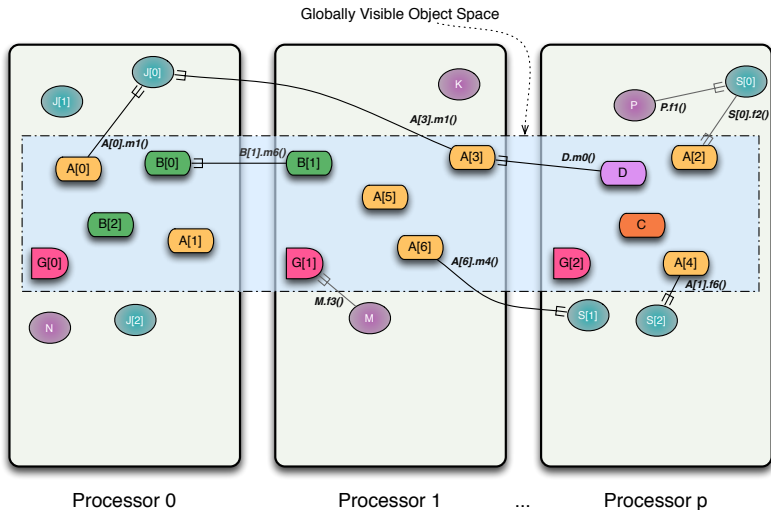 Globally Visible Object Space
J[0]
J[1]
K
P
S[0]
P.f1()
S[0].f2()
A[3].m1()
A[0].m1()
A[0]
B[0]
B[1].m6()
B[1]
A[3]
D.m0()
D
A[2]
A[5]
B[2]
A[1]
A[6]
C
G[0]
G[1]
A[6].m4()
G[2]
A[4]
A[1].f6()
M.f3()
N
J[2]
M
S[1]
S[2]
Processor 0
Processor 1
...
Processor p